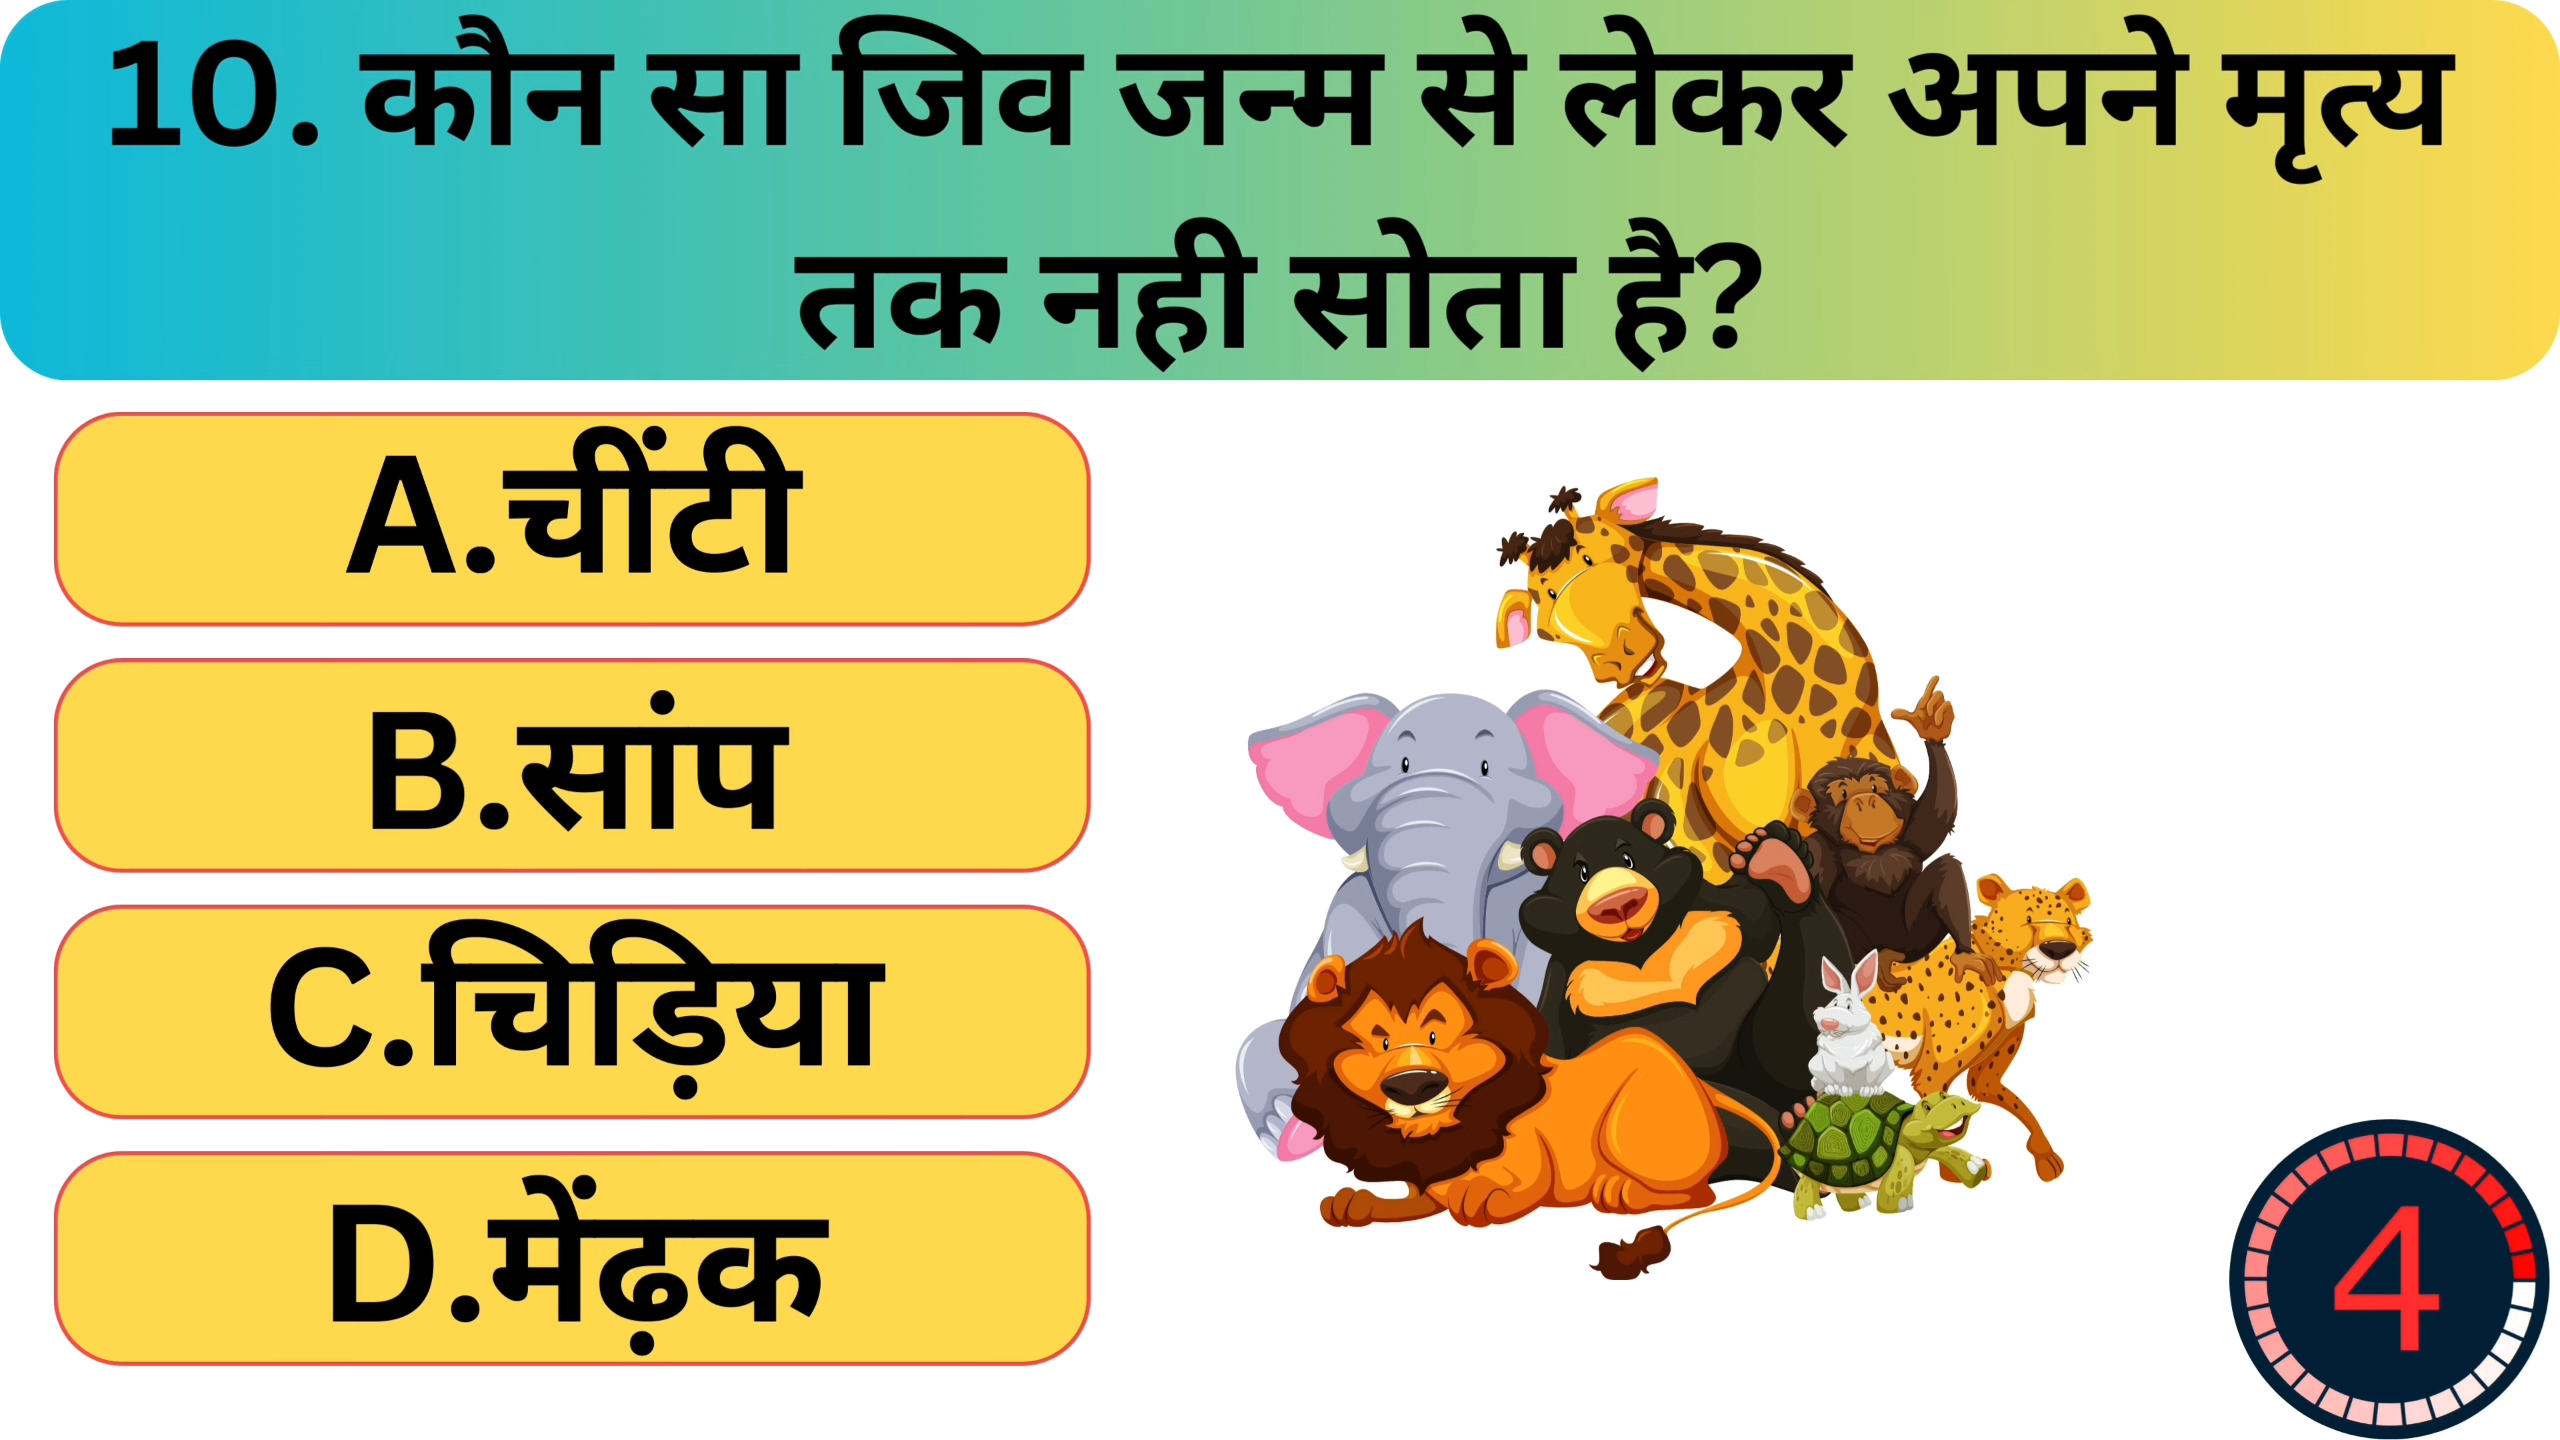 10. कौन सा जिव जन्म से लेकर अपने मृत्य
तक नही सोता है?
A.चींटी
B.सांप
C.चिड़िया
D.मेंढ़क
4